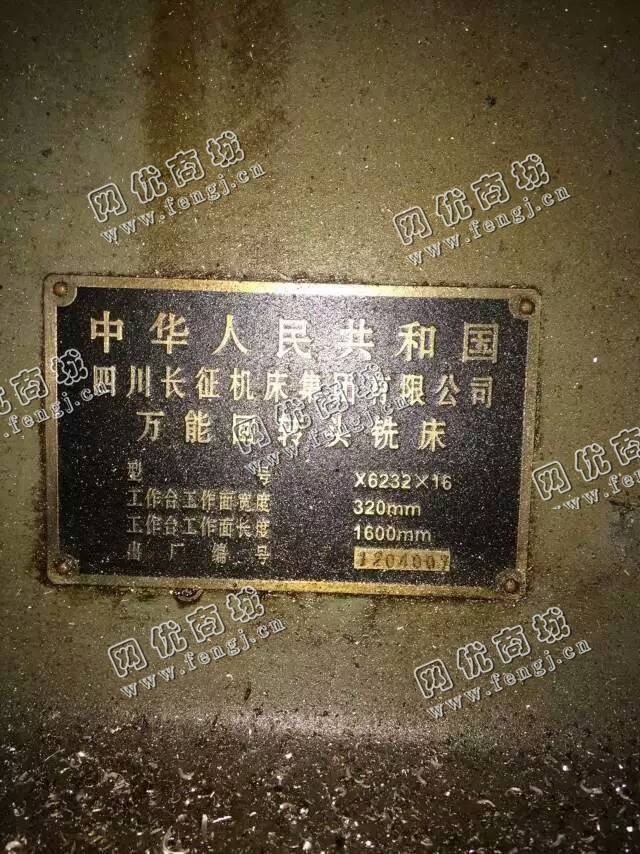 网优商城
www.fengj.cn
网优商城
www.fengj.cn
中华人民共和国
四川长征机床集团有限公司
万能回转头铣床
型号 X6232×16
工作台工作面宽度 320mm
工作台工作面长度 1600mm
出厂编号 1204007
网优商城
www.fengj.cn
网优商城
www.fengj.cn
网优商城
www.fengj.cn
网优商城
www.fengj.cn